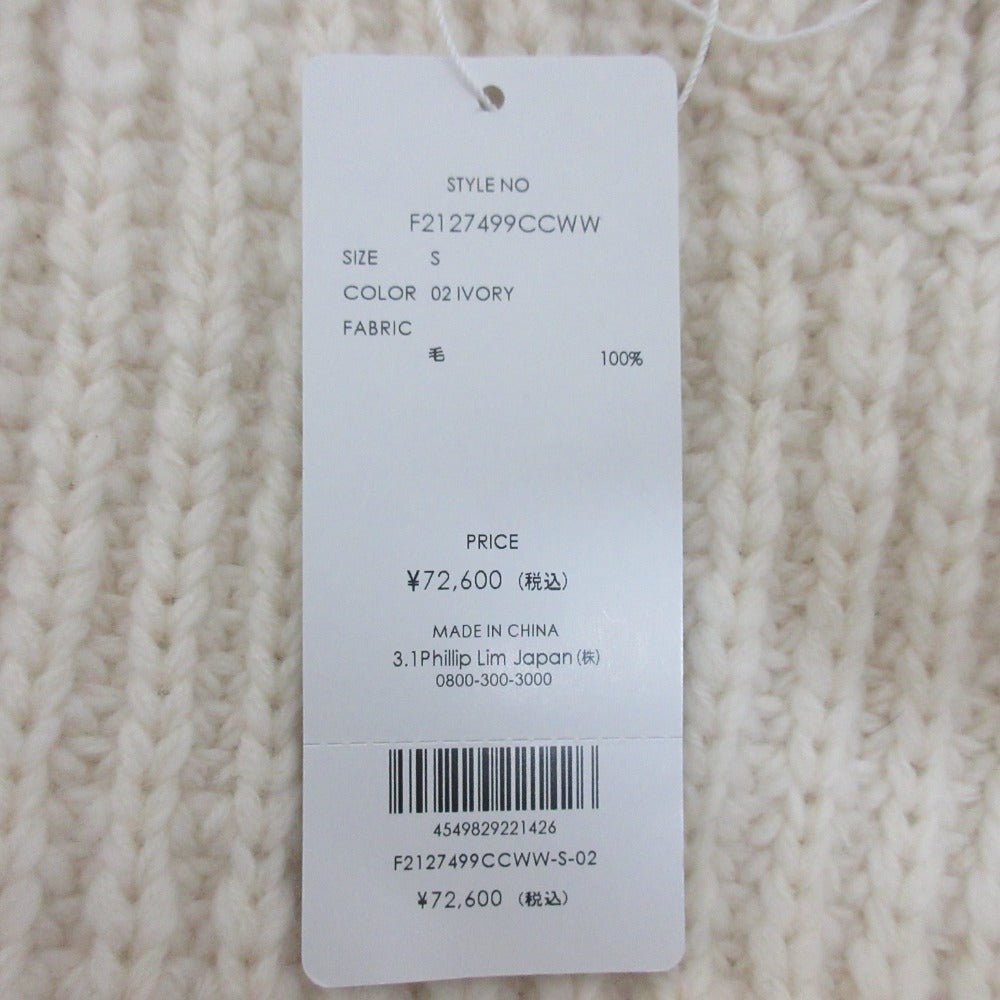 STYLE NO
F2127499CCWW
SIZE S
COLOR 02 IVORY
FABRIC
毛 100%
PRICE
¥72,600 (税込)
MADE IN CHINA
3.1Phillip Lim Japan(株)
0800-300-3000
4549829221426
F2127499CCWW-S-02
¥72,600 (税込)